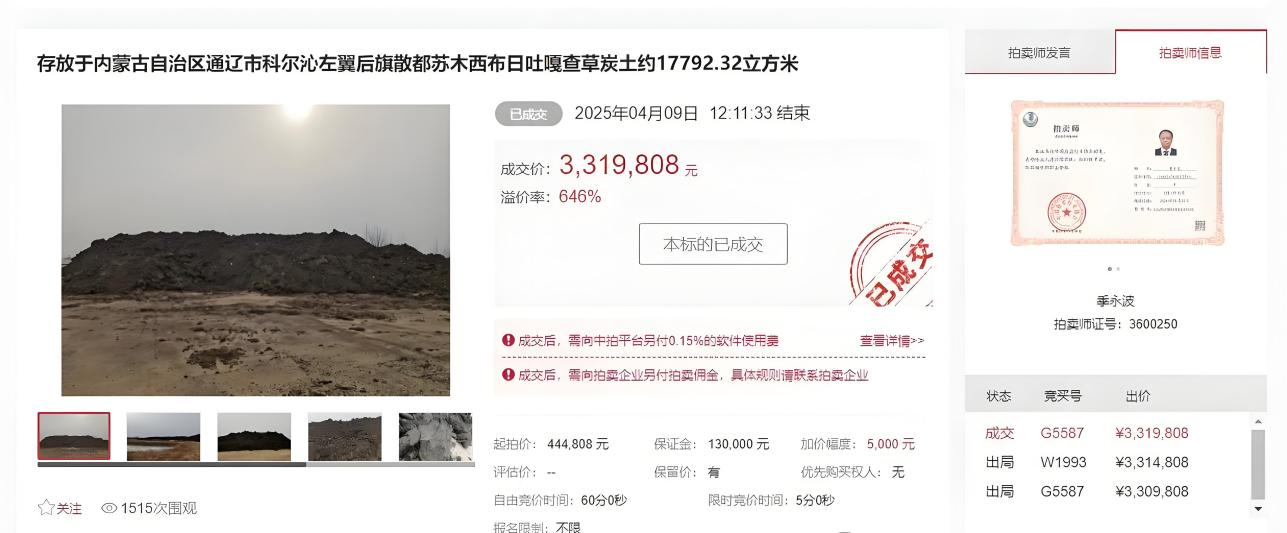 存放于内蒙古自治区通辽市科尔沁左翼后旗散都苏木西布日吐嘎查草炭土约17792.32立方米
已成交 2025年04月09日 12:11:33 结束
成交价: 3,319,808 元
溢价率: 646%
本标的已成交
已成交
成交后，需向中拍平台另付0.15%的软件使用费 查看详情>>
成交后，需向拍卖企业另付拍卖佣金，具体规则请联系拍卖企业
起拍价: 444,808 元 保证金: 130,000 元 加价幅度: 5,000 元
评估价: -- 保留价: 有 优先购买权人: 无
自由竞价时间: 60分0秒 限时竞价时间: 5分0秒
报名限制: 不限
关注 1515次围观
拍卖师发言 拍卖师信息
拍卖师
季永波
拍卖师证号: 3600250
状态 竞买号 出价
成交 G5587 ¥3,319,808
出局 W1993 ¥3,314,808
出局 G5587 ¥3,309,808